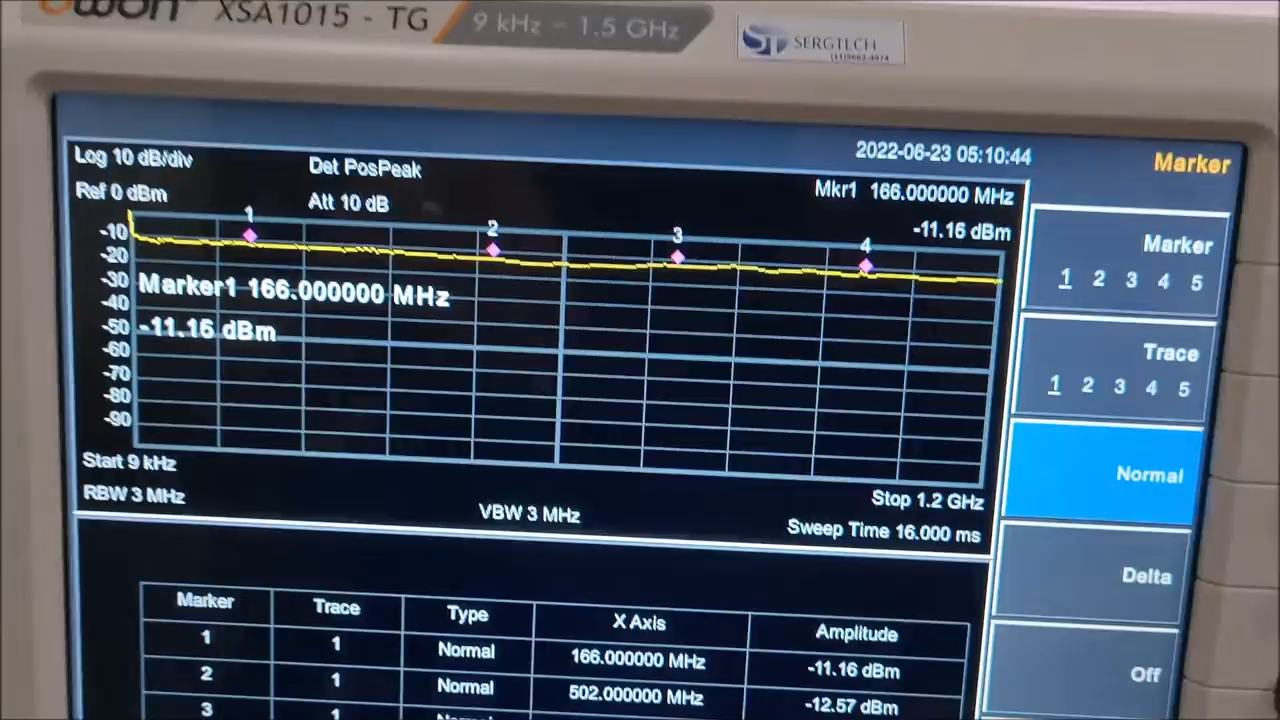 owon XSA1015 - TG 9 kHz - 1.5 GHz
ST SERGTECH
2022-06-23 05:10:44
Marker
Log 10 dB/div
Det PosPeak
Mkr1 166.000000 MHz
Ref 0 dBm
Att 10 dB
-11.16 dBm
1 2 3 4
-10
-20
-30
-40
-50
-60
-70
-80
-90
Marker1 166.000000 MHz
-11.16 dBm
Start 9 kHz
Stop 1.2 GHz
RBW 3 MHz
VBW 3 MHz
Sweep Time 16.000 ms
Marker Trace Type X Axis Amplitude
1 1 Normal 166.000000 MHz -11.16 dBm
2 1 Normal 502.000000 MHz -12.57 dBm
3 1 Normal
Marker
1 2 3 4 5
Trace
1 2 3 4 5
Normal
Delta
Off